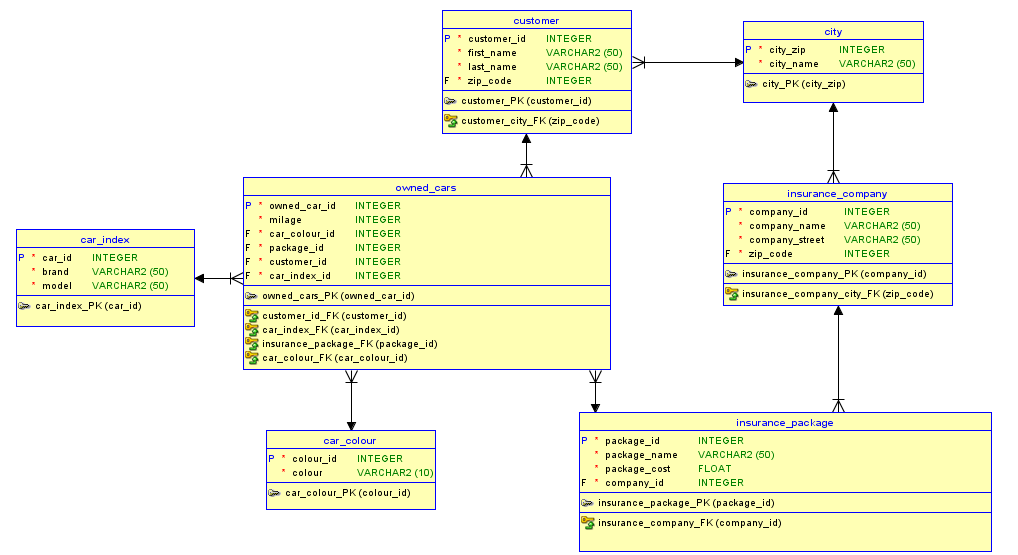 customer
P * customer_id INTEGER
* first_name VARCHAR2 (50)
* last_name VARCHAR2 (50)
F * zip_code INTEGER
customer_PK (customer_id)
customer_city_FK (zip_code)
city
P * city_zip INTEGER
* city_name VARCHAR2 (50)
city_PK (city_zip)
owned_cars
P * owned_car_id INTEGER
* milage INTEGER
F * car_colour_id INTEGER
F * package_id INTEGER
F * customer_id INTEGER
F * car_index_id INTEGER
owned_cars_PK (owned_car_id)
customer_id_FK (customer_id)
car_index_FK (car_index_id)
insurance_package_FK (package_id)
car_colour_FK (car_colour_id)
insurance_company
P * company_id INTEGER
* company_name VARCHAR2 (50)
* company_street VARCHAR2 (50)
F * zip_code INTEGER
insurance_company_PK (company_id)
insurance_company_city_FK (zip_code)
car_index
P * car_id INTEGER
* brand VARCHAR2 (50)
* model VARCHAR2 (50)
car_index_PK (car_id)
car_colour
P * colour_id INTEGER
* colour VARCHAR2 (10)
car_colour_PK (colour_id)
insurance_package
P * package_id INTEGER
* package_name VARCHAR2 (50)
* package_cost FLOAT
F * company_id INTEGER
insurance_package_PK (package_id)
insurance_company_FK (company_id)